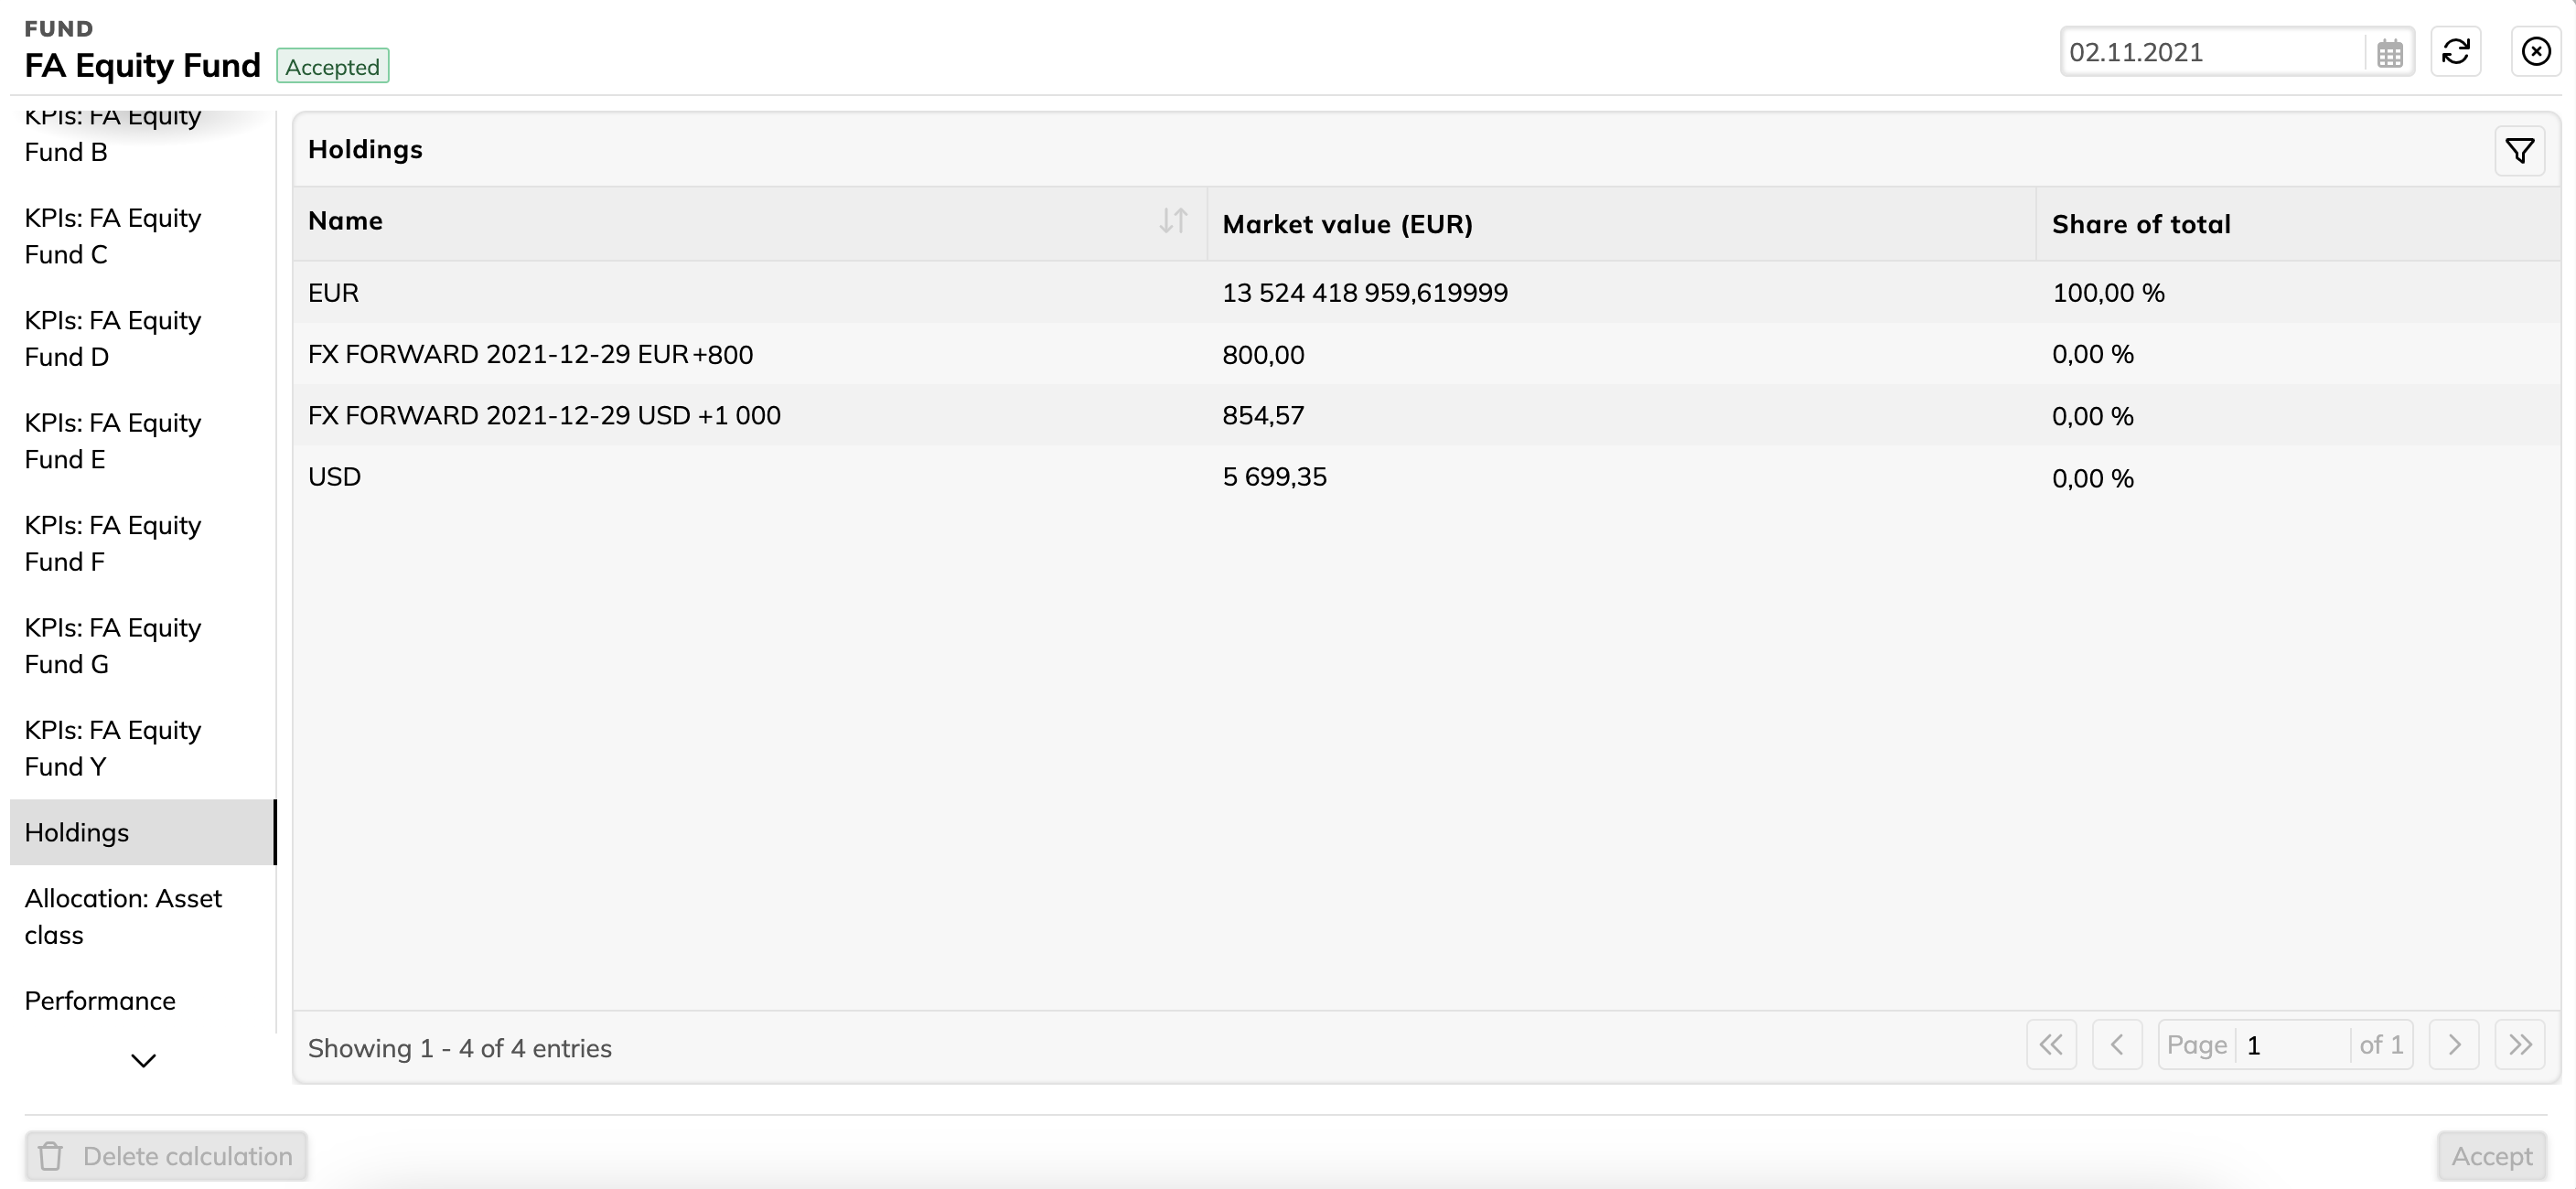 FUND
FA Equity Fund Accepted
02.11.2021
KPIs: FA Equity
Fund B
KPIs: FA Equity
Fund C
KPIs: FA Equity
Fund D
KPIs: FA Equity
Fund E
KPIs: FA Equity
Fund F
KPIs: FA Equity
Fund G
KPIs: FA Equity
Fund Y
Holdings
Allocation: Asset
class
Performance
Holdings
Name Market value (EUR) Share of total
EUR 13 524 418 959,619999 100,00 %
FX FORWARD 2021-12-29 EUR+800 800,00 0,00 %
FX FORWARD 2021-12-29 USD +1 000 854,57 0,00 %
USD 5 699,35 0,00 %
Showing 1 - 4 of 4 entries
Page 1 of 1
Delete calculation
Accept